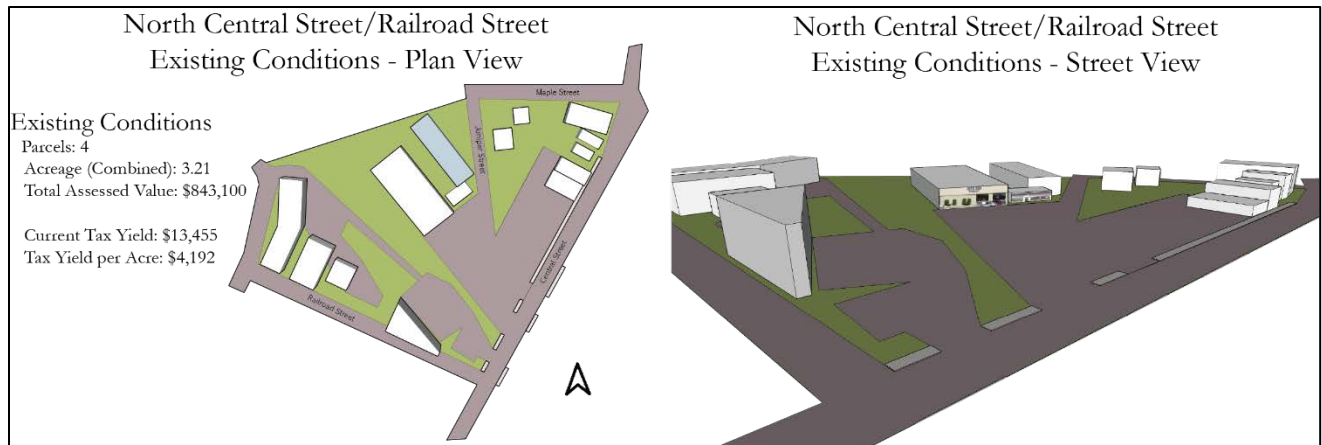 North Central Street/Railroad Street
Existing Conditions - Plan View
Existing Conditions
Parcels: 4
Acreage (Combined): 3.21
Total Assessed Value: $843,100
Current Tax Yield: $13,455
Tax Yield per Acre: $4,192
Maple Street
Juniper Street
Central Street
Railroad Street
North Central Street/Railroad Street
Existing Conditions - Street View